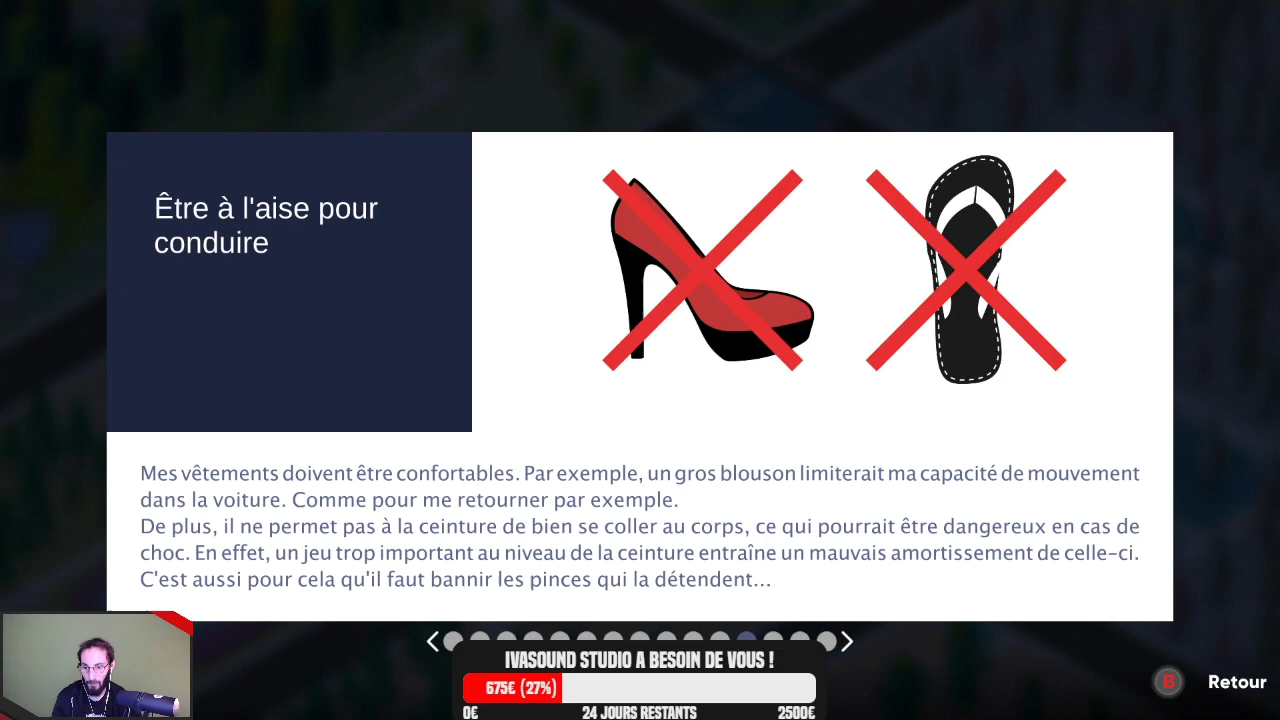 Être à l'aise pour
conduire
Mes vêtements doivent être confortables. Par exemple, un gros blouson limiterait ma capacité de mouvement
dans la voiture. Comme pour me retourner par exemple.
De plus, il ne permet pas à la ceinture de bien se coller au corps, ce qui pourrait être dangereux en cas de
choc. En effet, un jeu trop important au niveau de la ceinture entraîne un mauvais amortissement de celle-ci.
C'est aussi pour cela qu'il faut bannir les pinces qui la détendent...
IVASOUND STUDIO A BESOIN DE VOUS !
675€ (27%)
0€ 24 JOURS RESTANTS 2500€
B Retour